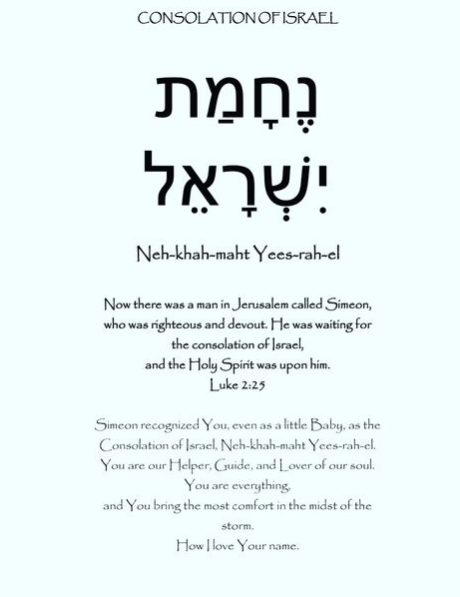 CONSOLATION OF ISRAEL
נֶחָמַת
יִשְׂרָאֵל
Neh-khah-maht Yees-rah-el
Now there was a man in Jerusalem called Simeon,
who was righteous and devout. He was waiting for
the consolation of Israel,
and the Holy Spirit was upon him.
Luke 2:25
Simeon recognized You, even as a little Baby, as the
Consolation of Israel, Neh-khah-maht Yees-rah-el.
You are our Helper, Guide, and Lover of our soul.
You are everything,
and You bring the most comfort in the midst of the
storm.
How I love Your name.